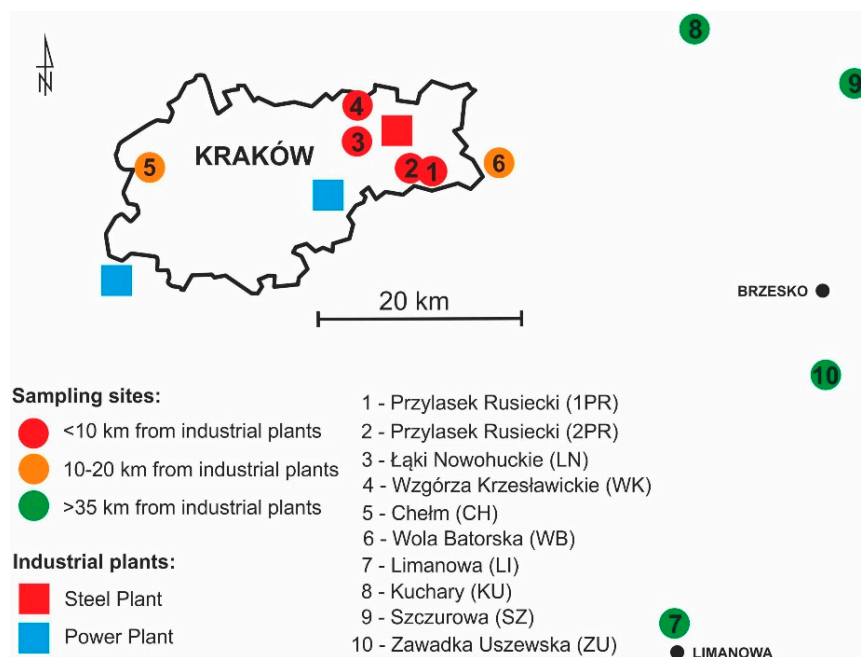 N
8
9
4
3
KRAKÓW
5
2
1
6
BRZESKO
20 km
10
Sampling sites:
<10 km from industrial plants
10-20 km from industrial plants
>35 km from industrial plants
Industrial plants:
Steel Plant
Power Plant
1 - Przylasek Rusiecki (1PR)
2 - Przylasek Rusiecki (2PR)
3 - Łąki Nowohuckie (LN)
4 - Wzgórza Krzesławickie (WK)
5 - Chełm (CH)
6 - Wola Batorska (WB)
7 - Limanowa (LI)
8 - Kuchary (KU)
9 - Szczurowa (SZ)
10 - Zawadka Uszewska (ZU)
7
LIMANOWA